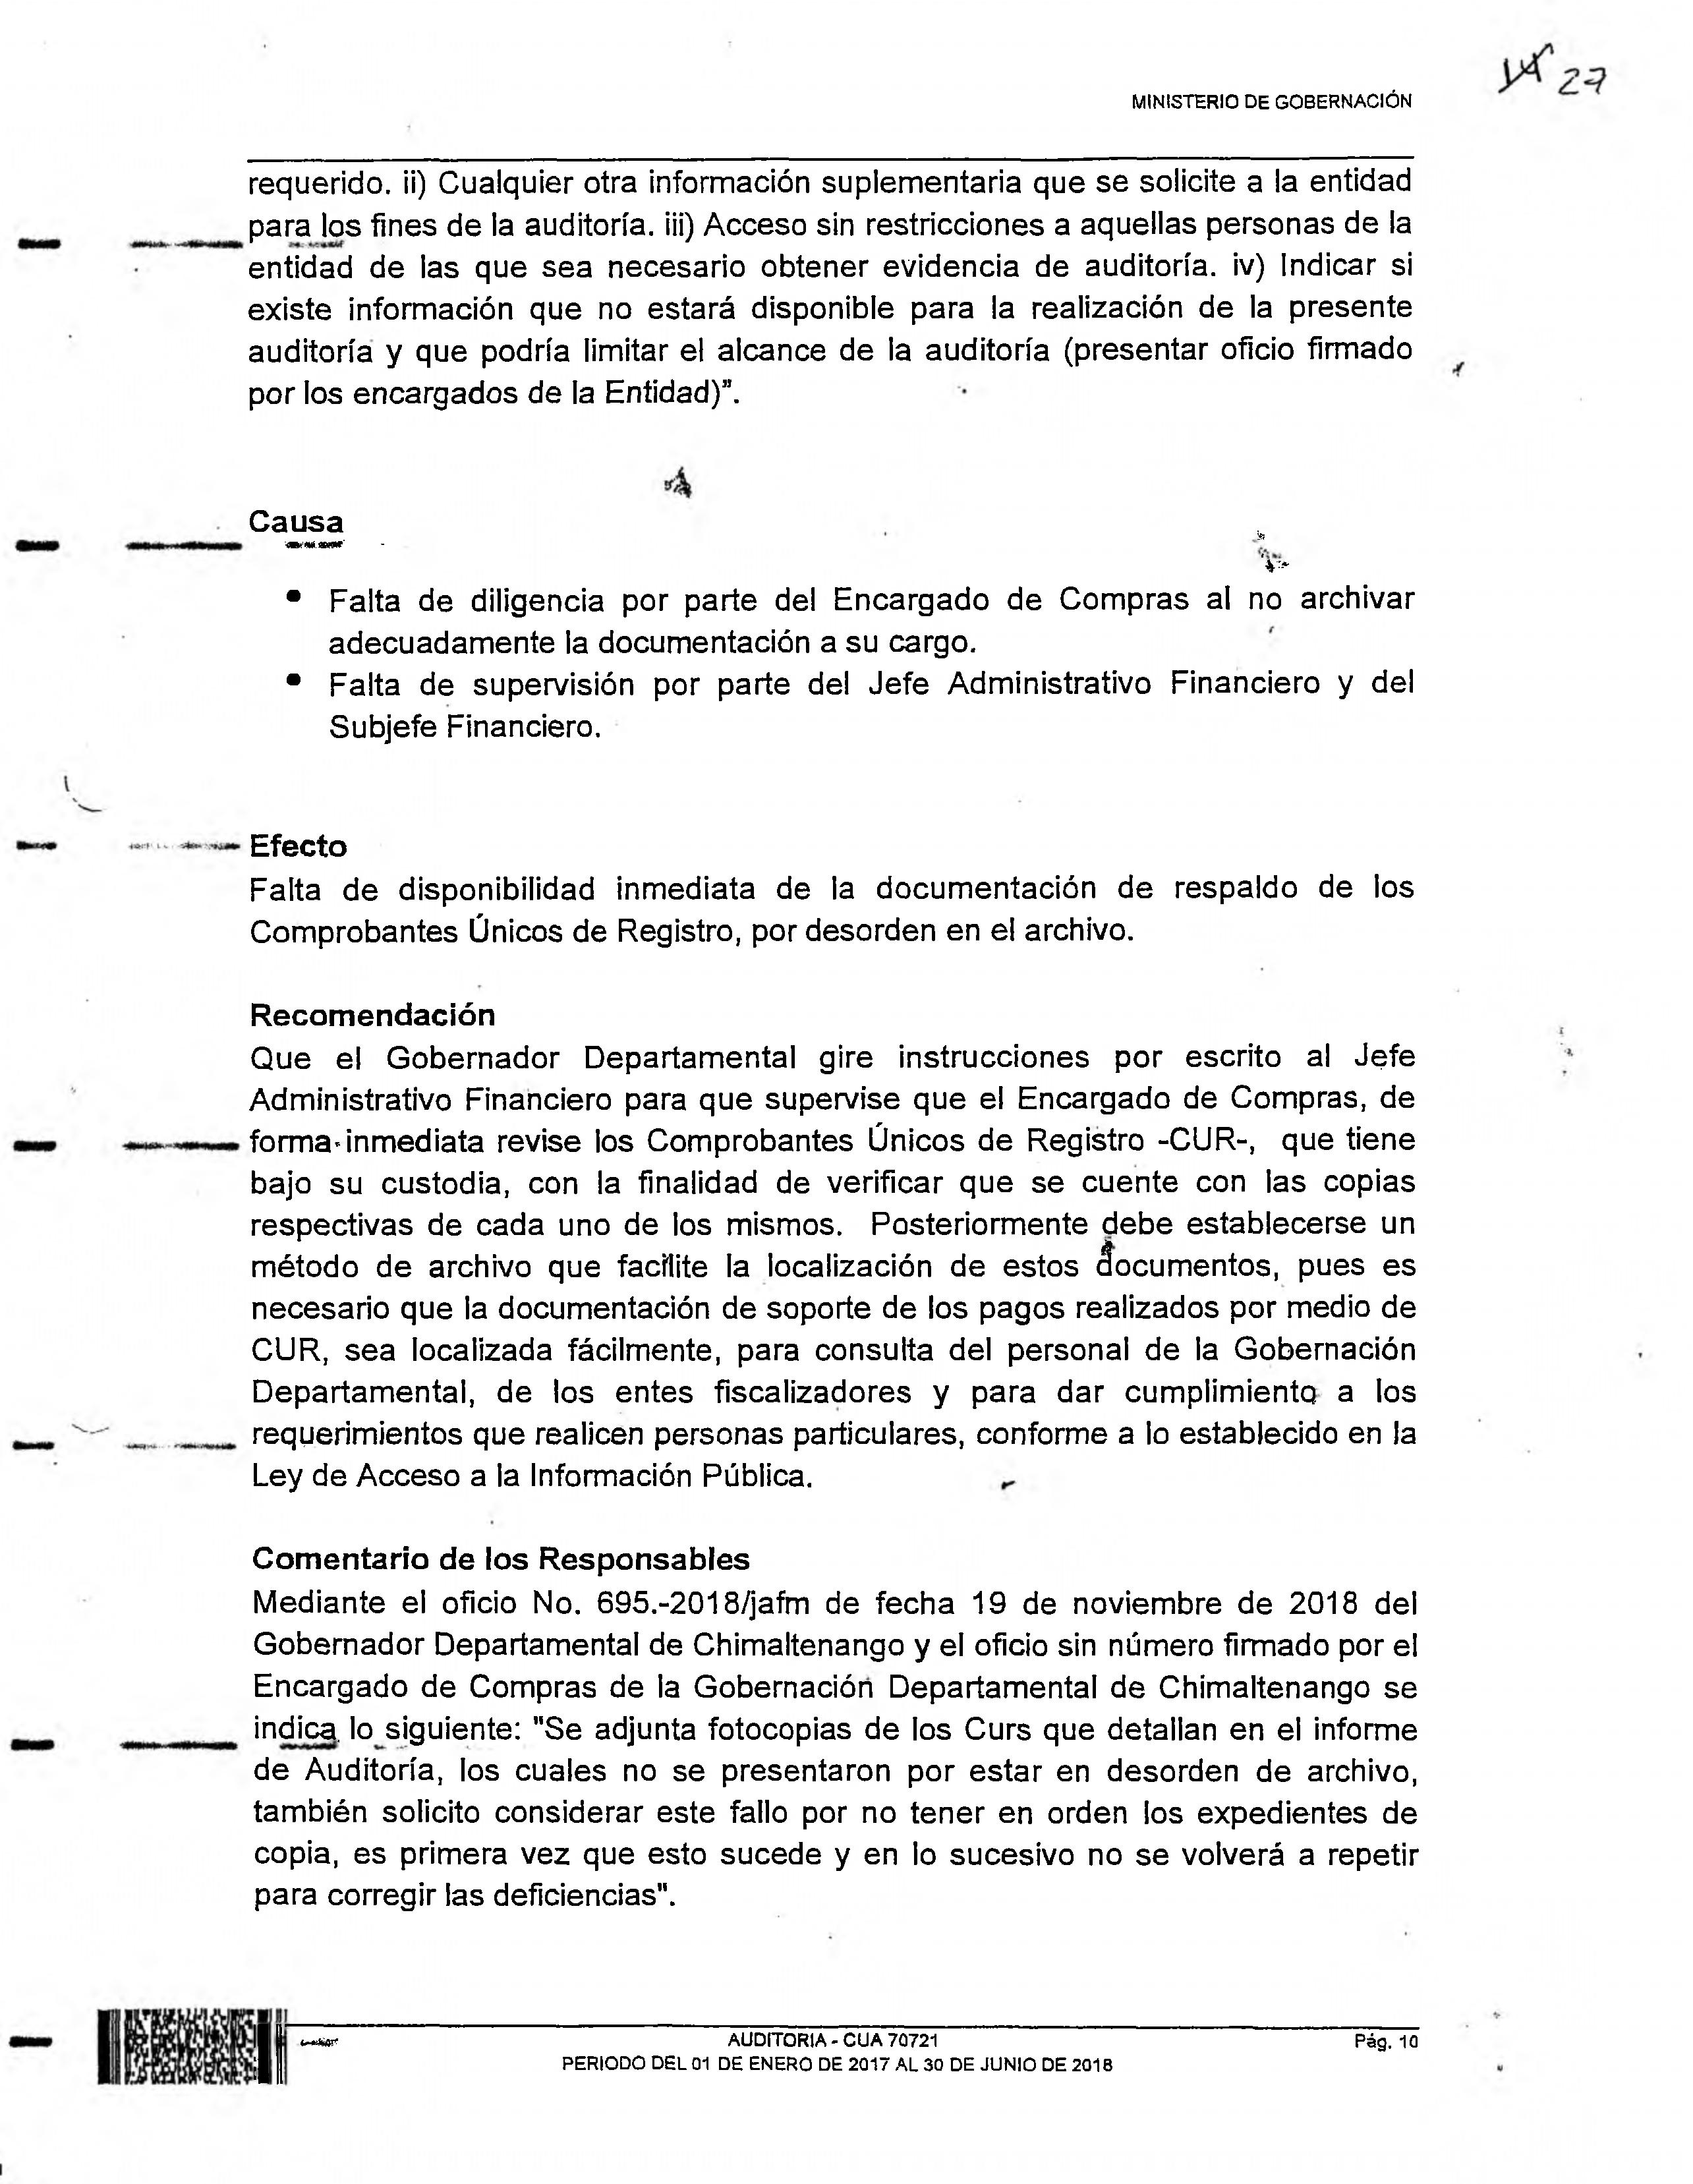 MINISTERIO DE GOBERNACIÓN
27
requerido. ii) Cualquier otra información suplementaria que se solicite a la entidad
para los fines de la auditoría. iii) Acceso sin restricciones a aquellas personas de la
entidad de las que sea necesario obtener evidencia de auditoría. iv) Indicar si
existe información que no estará disponible para la realización de la presente
auditoría y que podría limitar el alcance de la auditoría (presentar oficio firmado
por los encargados de la Entidad)".
Causa
• Falta de diligencia por parte del Encargado de Compras al no archivar
adecuadamente la documentación a su cargo.
• Falta de supervisión por parte del Jefe Administrativo Financiero y del
Subjefe Financiero.
Efecto
Falta de disponibilidad inmediata de la documentación de respaldo de los
Comprobantes Únicos de Registro, por desorden en el archivo.
Recomendación
Que el Gobernador Departamental gire instrucciones por escrito al Jefe
Administrativo Financiero para que supervise que el Encargado de Compras, de
forma inmediata revise los Comprobantes Únicos de Registro -CUR-, que tiene
bajo su custodia, con la finalidad de verificar que se cuente con las copias
respectivas de cada uno de los mismos. Posteriormente debe establecerse un
método de archivo que facilite la localización de estos documentos, pues es
necesario que la documentación de soporte de los pagos realizados por medio de
CUR, sea localizada fácilmente, para consulta del personal de la Gobernación
Departamental, de los entes fiscalizadores y para dar cumplimiento a los
requerimientos que realicen personas particulares, conforme a lo establecido en la
Ley de Acceso a la Información Pública.
Comentario de los Responsables
Mediante el oficio No. 695.-2018/jafm de fecha 19 de noviembre de 2018 del
Gobernador Departamental de Chimaltenango y el oficio sin número firmado por el
Encargado de Compras de la Gobernación Departamental de Chimaltenango se
indica lo siguiente: "Se adjunta fotocopias de los Curs que detallan en el informe
de Auditoría, los cuales no se presentaron por estar en desorden de archivo,
también solicito considerar este fallo por no tener en orden los expedientes de
copia, es primera vez que esto sucede y en lo sucesivo no se volverá a repetir
para corregir las deficiencias".
AUDITORIA - CUA 70721
Pág. 10
PERIODO DEL 01 DE ENERO DE 2017 AL 30 DE JUNIO DE 2018